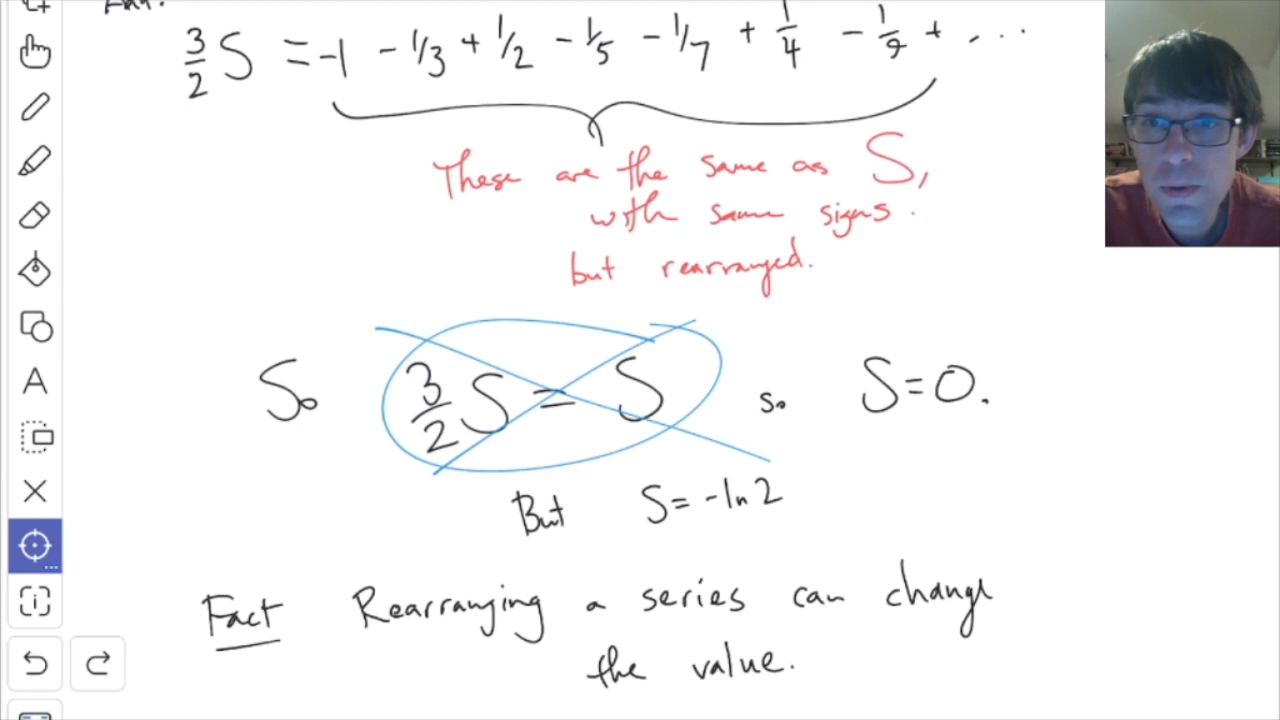 3/2 S = -1 - 1/3 + 1/2 - 1/5 - 1/7 + 1/4 - 1/9 + ...
These are the same as S,
with same signs.
but rearranged.
So 3/2 S = S so S=0.
But S = -ln 2
Fact Rearranging a series can change
the value.
A